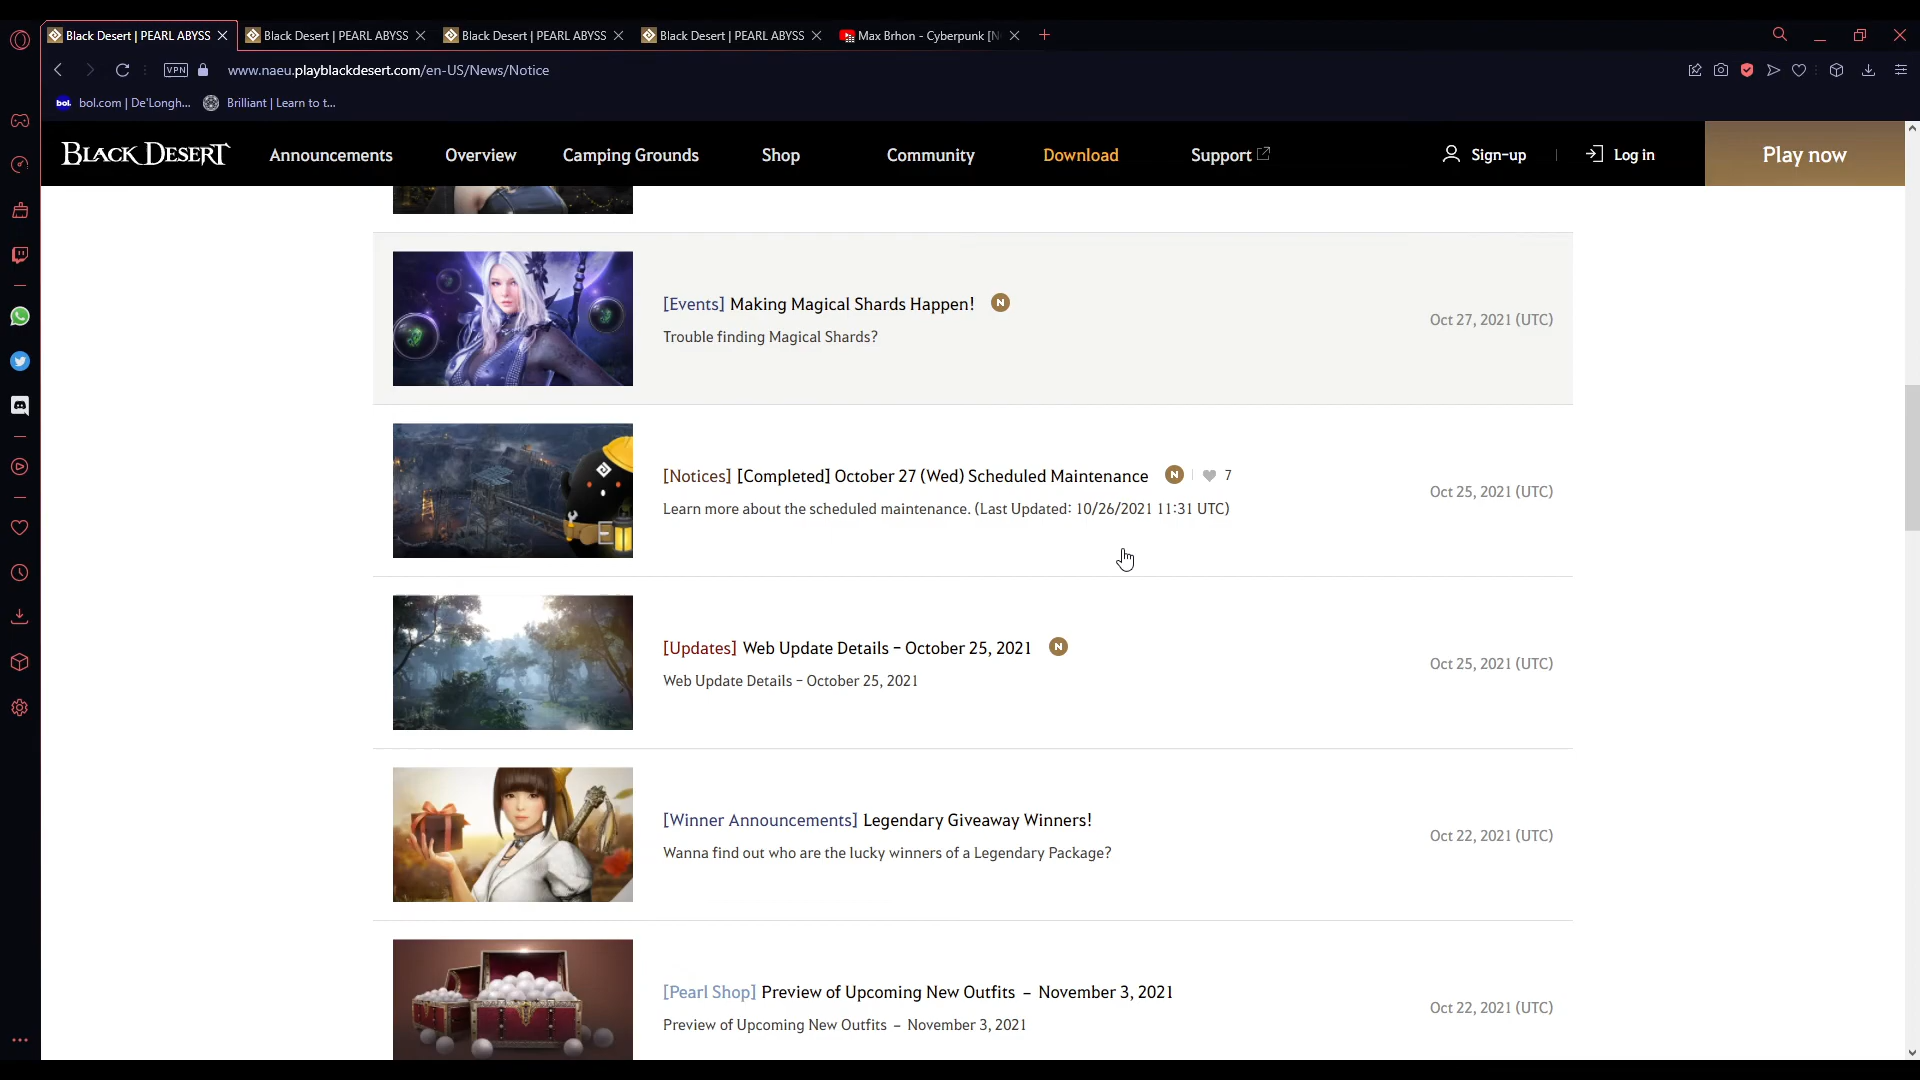 Black Desert | PEARL ABYSS
Black Desert | PEARL ABYSS
Black Desert | PEARL ABYSS
Black Desert | PEARL ABYSS
Max Brhon - Cyberpunk [N
VPN
www.naeu.playblackdesert.com/en-US/News/Notice
bol. bol.com | De'Longh...
Brilliant | Learn to t...
BLACK DESERT
Announcements
Overview
Camping Grounds
Shop
Community
Download
Support
Sign-up
Log in
Play now
[Events] Making Magical Shards Happen! N
Trouble finding Magical Shards?
Oct 27, 2021 (UTC)
[Notices] [Completed] October 27 (Wed) Scheduled Maintenance N 7
Learn more about the scheduled maintenance. (Last Updated: 10/26/2021 11:31 UTC)
Oct 25, 2021 (UTC)
[Updates] Web Update Details – October 25, 2021 N
Web Update Details – October 25, 2021
Oct 25, 2021 (UTC)
[Winner Announcements] Legendary Giveaway Winners!
Wanna find out who are the lucky winners of a Legendary Package?
Oct 22, 2021 (UTC)
[Pearl Shop] Preview of Upcoming New Outfits – November 3, 2021
Preview of Upcoming New Outfits – November 3, 2021
Oct 22, 2021 (UTC)